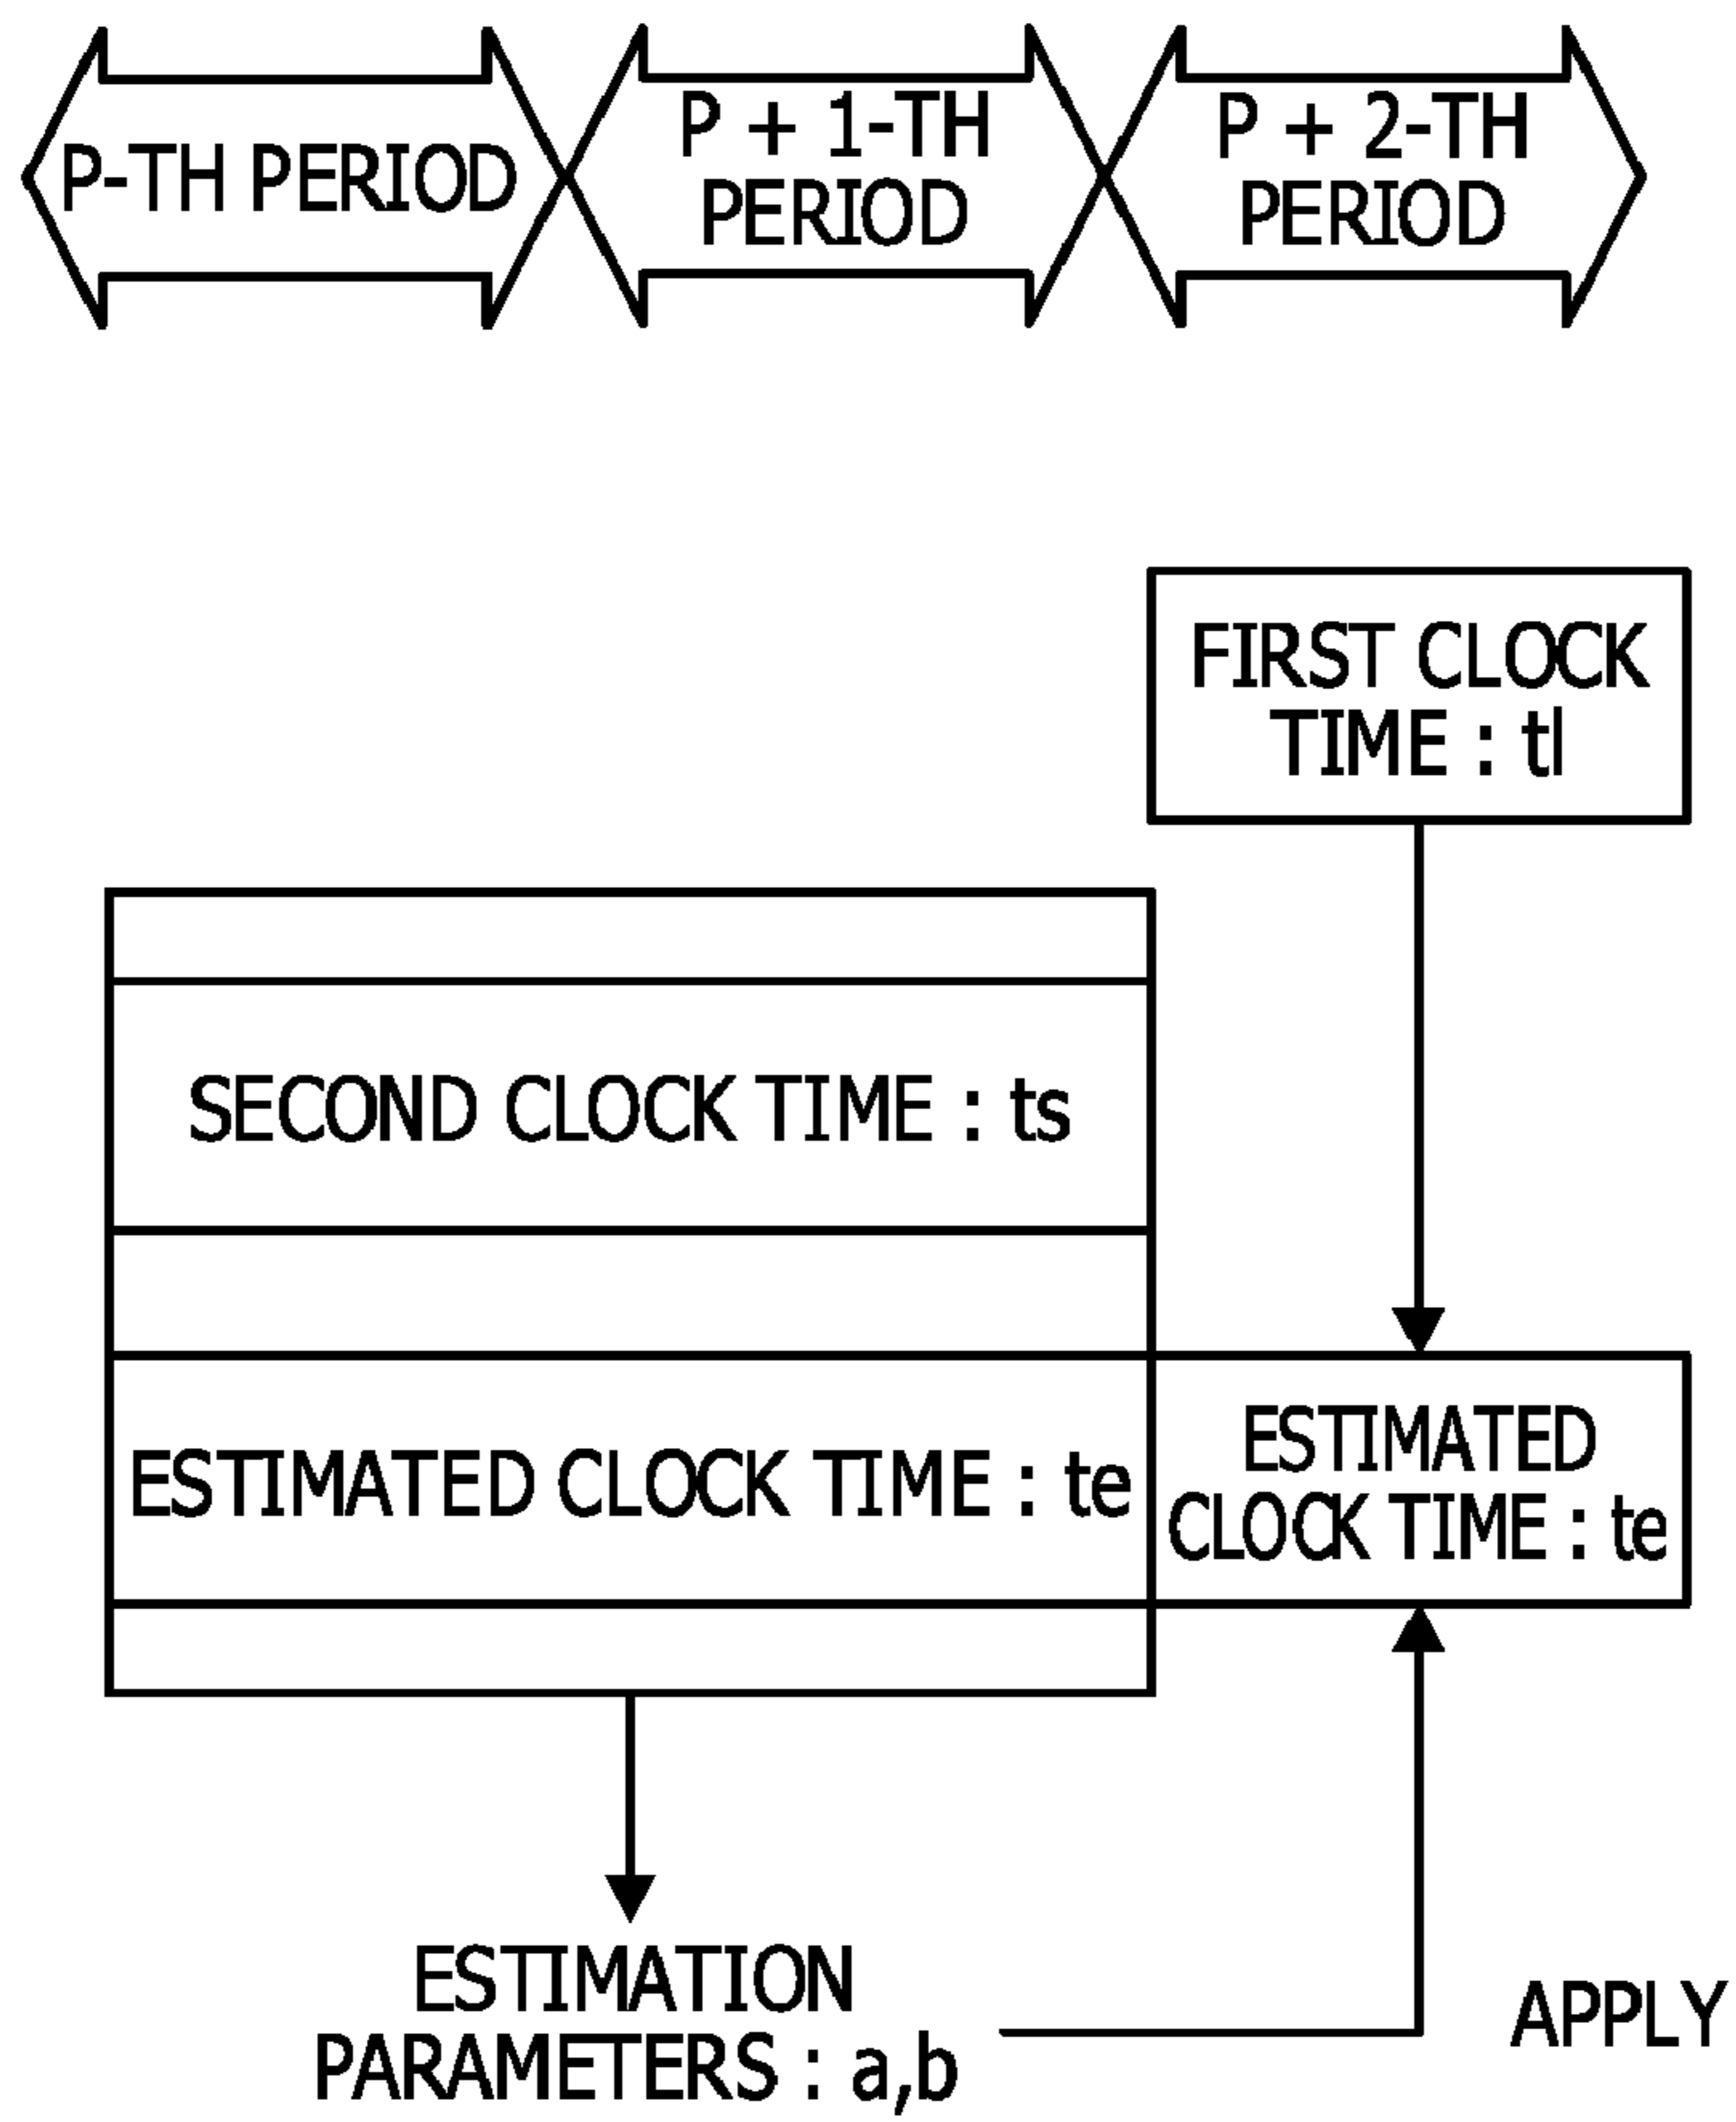 P-TH PERIOD
P + 1-TH
PERIOD
P + 2-TH
PERIOD
FIRST CLOCK
TIME : tl
SECOND CLOCK TIME : ts
ESTIMATED CLOCK TIME : te
ESTIMATED
CLOCK TIME : te
ESTIMATION
PARAMETERS : a,b
APPLY